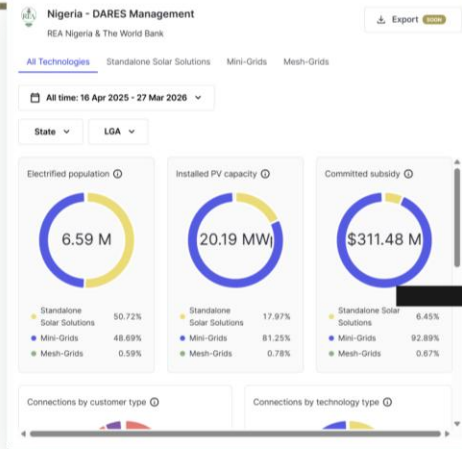 Nigeria - DARES Management
REA Nigeria & The World Bank
Export SOON
All Technologies Standalone Solar Solutions Mini-Grids Mesh-Grids
All time: 16 Apr 2025 - 27 Mar 2026
State LGA
Electrified population
6.59 M
Standalone
Solar Solutions 50.72%
Mini-Grids 48.69%
Mesh-Grids 0.59%
Installed PV capacity
20.19 MW
Standalone
Solar Solutions 17.97%
Mini-Grids 81.25%
Mesh-Grids 0.78%
Committed subsidy
$311.48 M
Standalone Solar
Solutions 6.45%
Mini-Grids 92.89%
Mesh-Grids 0.67%
Connections by customer type
Connections by technology type